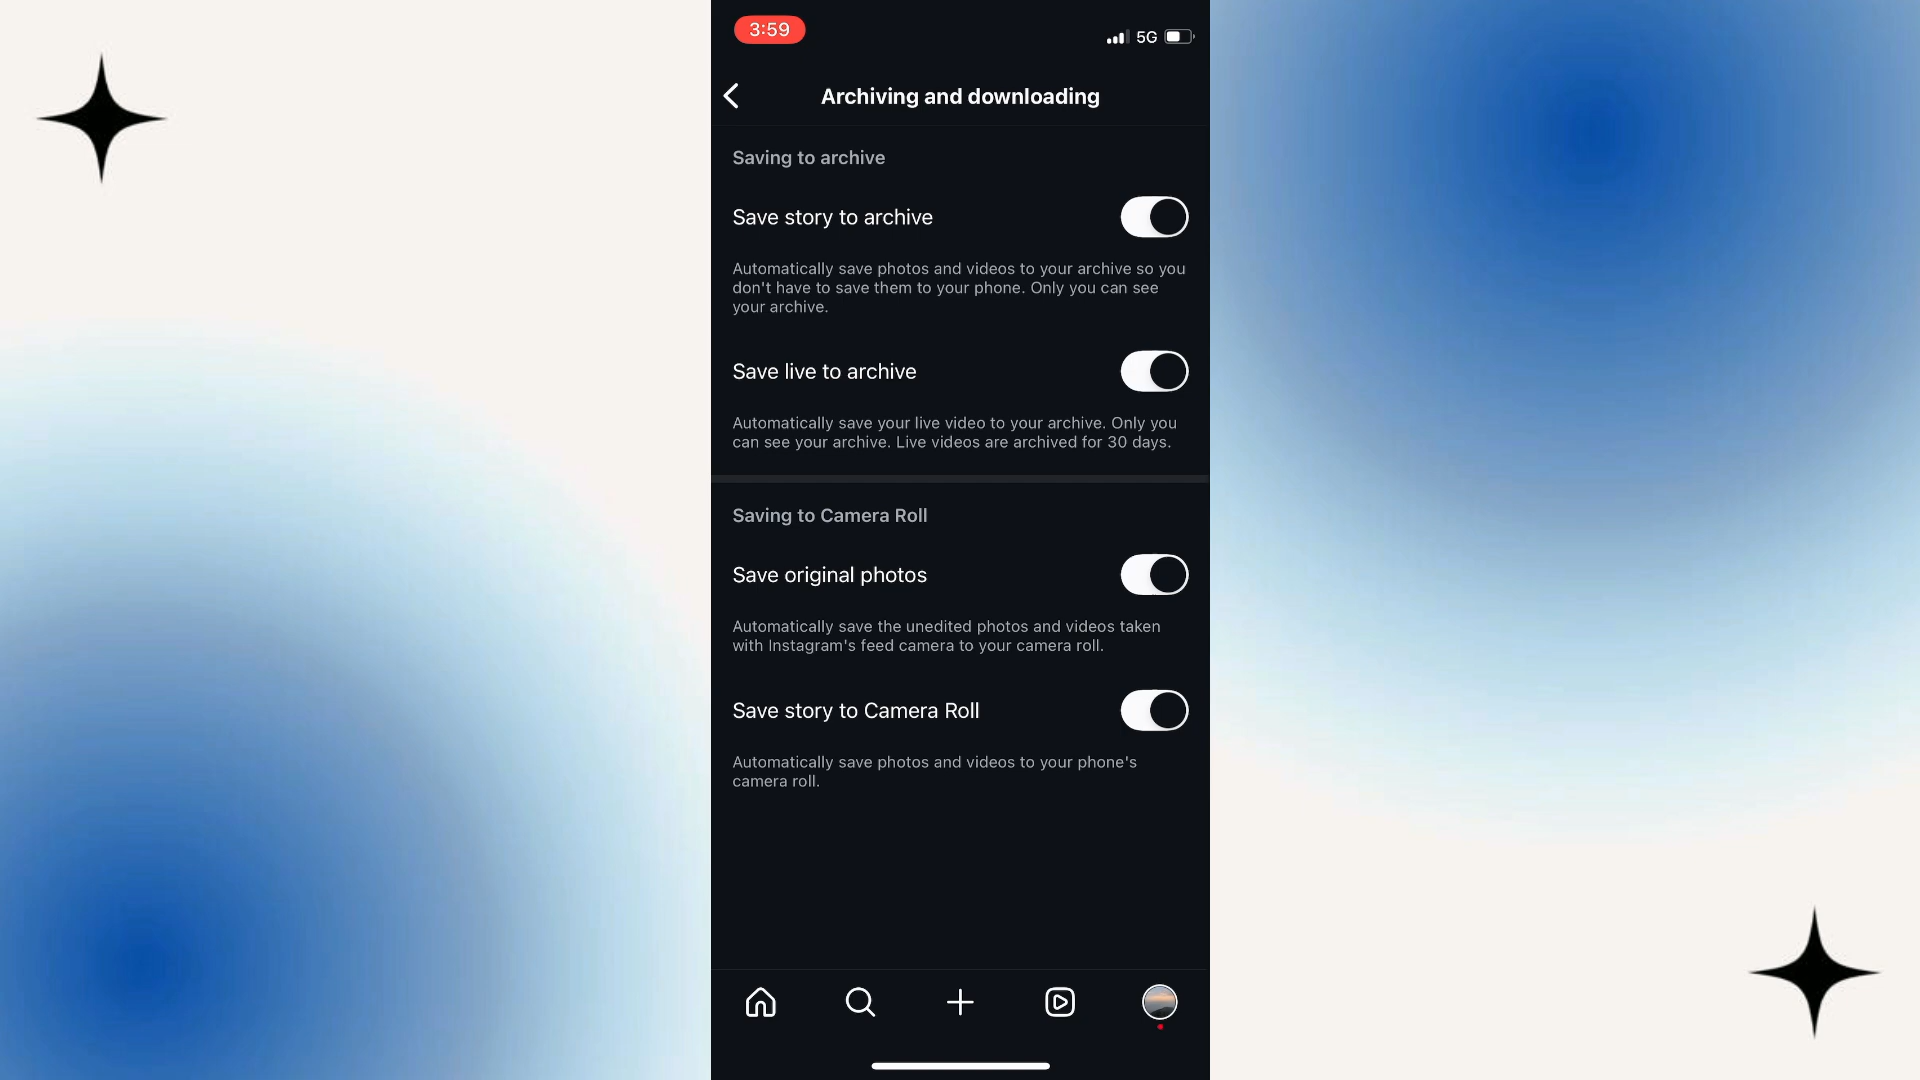 3:59
5G
Archiving and downloading
Saving to archive
Save story to archive
Automatically save photos and videos to your archive so you
don't have to save them to your phone. Only you can see
your archive.
Save live to archive
Automatically save your live video to your archive. Only you
can see your archive. Live videos are archived for 30 days.
Saving to Camera Roll
Save original photos
Automatically save the unedited photos and videos taken
with Instagram's feed camera to your camera roll.
Save story to Camera Roll
Automatically save photos and videos to your phone's
camera roll.